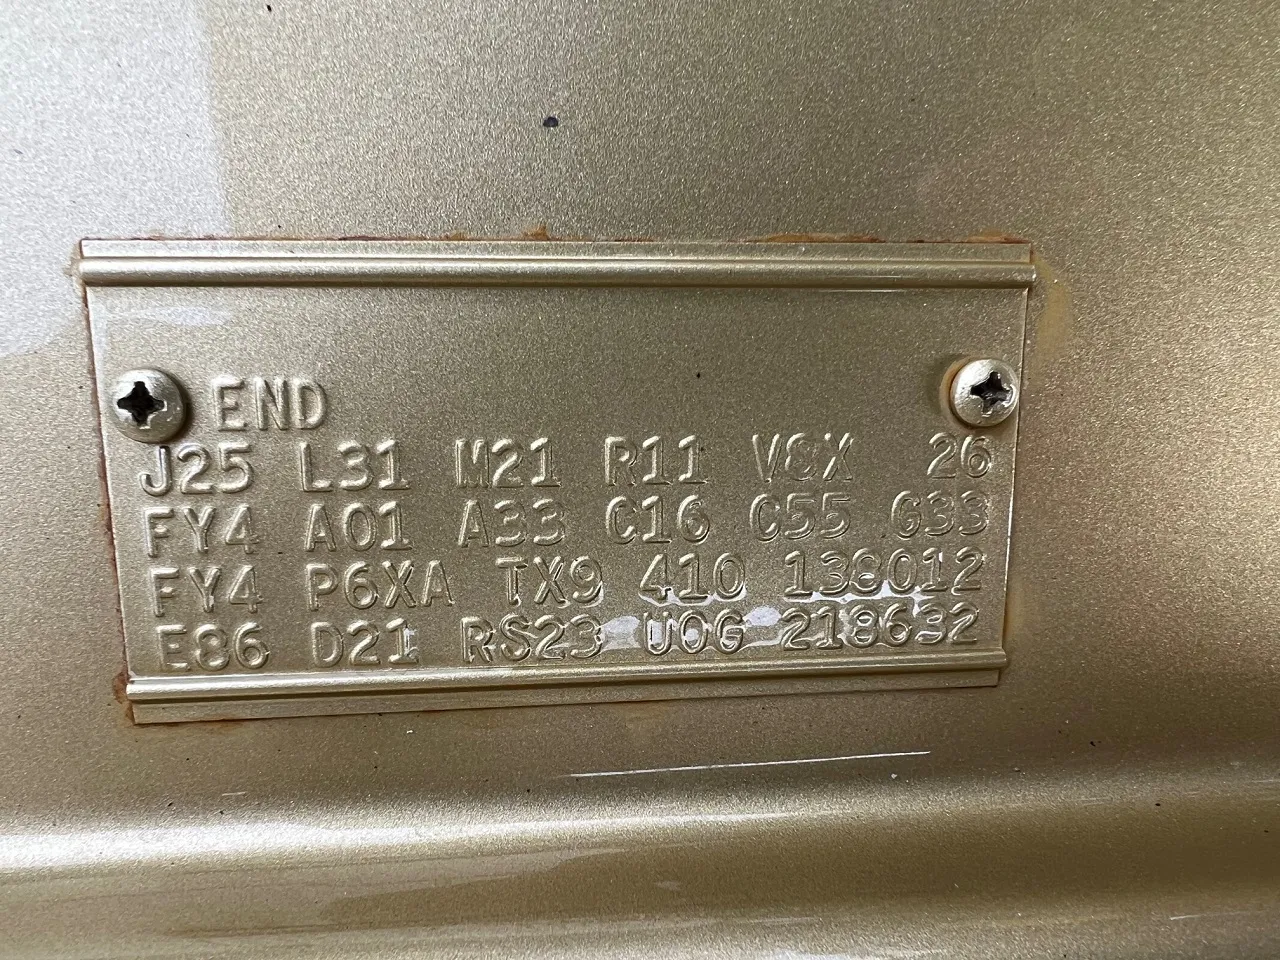 END
J25 L31 M21 R11 V8X 26
FY4 A01 A33 C16 C55 G33
FY4 P6XA TX9 410 138012
E86 D21 RS23 U0G 218632